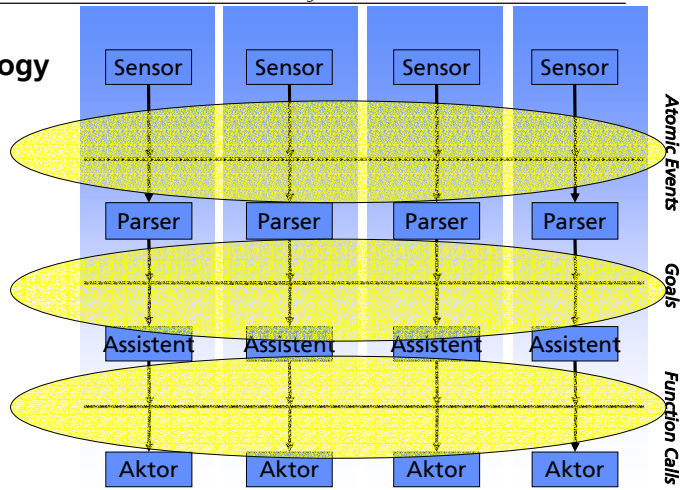 ogy
Sensor Sensor Sensor Sensor
Atomic Events
Parser Parser Parser Parser
Goals
Assistent Assistent Assistent Assistent
Function Calls
Aktor Aktor Aktor Aktor